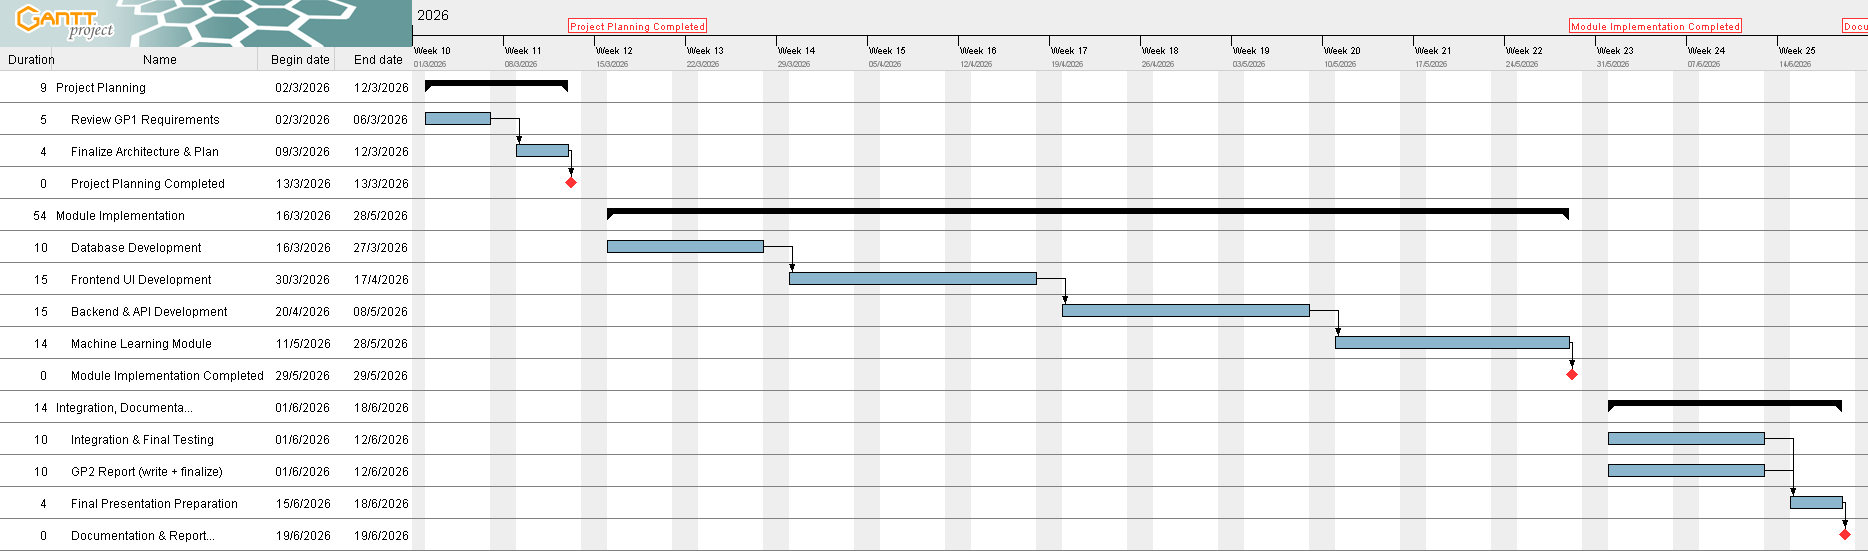 GANTT
project
2026
Project Planning Completed
Module Implementation Completed
Docu
Week 10
Week 11
Week 12
Week 13
Week 14
Week 15
Week 16
Week 17
Week 18
Week 19
Week 20
Week 21
Week 22
Week 23
Week 24
Week 25
01/3/2026
08/3/2026
15/3/2026
22/3/2026
29/3/2026
05/4/2026
12/4/2026
19/4/2026
26/4/2026
03/5/2026
10/5/2026
17/5/2026
24/5/2026
31/5/2026
07/6/2026
14/6/2026
Duration Name Begin date End date
9 Project Planning 02/3/2026 12/3/2026
5 Review GP1 Requirements 02/3/2026 06/3/2026
4 Finalize Architecture & Plan 09/3/2026 12/3/2026
0 Project Planning Completed 13/3/2026 13/3/2026
54 Module Implementation 16/3/2026 28/5/2026
10 Database Development 16/3/2026 27/3/2026
15 Frontend UI Development 30/3/2026 17/4/2026
15 Backend & API Development 20/4/2026 08/5/2026
14 Machine Learning Module 11/5/2026 28/5/2026
0 Module Implementation Completed 29/5/2026 29/5/2026
14 Integration, Documenta... 01/6/2026 18/6/2026
10 Integration & Final Testing 01/6/2026 12/6/2026
10 GP2 Report (write + finalize) 01/6/2026 12/6/2026
4 Final Presentation Preparation 15/6/2026 18/6/2026
0 Documentation & Report... 19/6/2026 19/6/2026